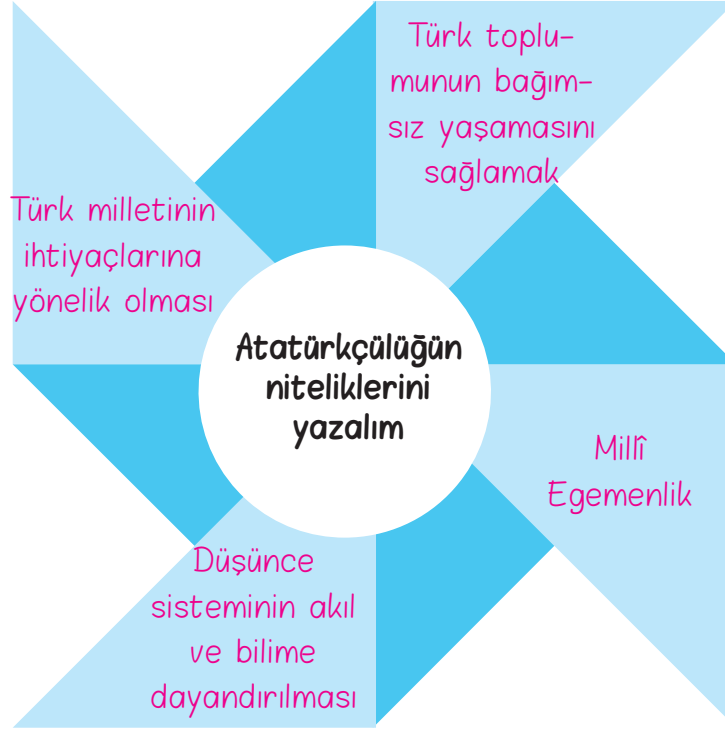 Türk toplu-
munun bağım-
sız yaşamasını
sağlamak
Türk milletinin
ihtiyaçlarına
yönelik olması
Atatürkçülüğün
niteliklerini
yazalım
Millî
Egemenlik
Düşünce
sisteminin akıl
ve bilime
dayandırılması